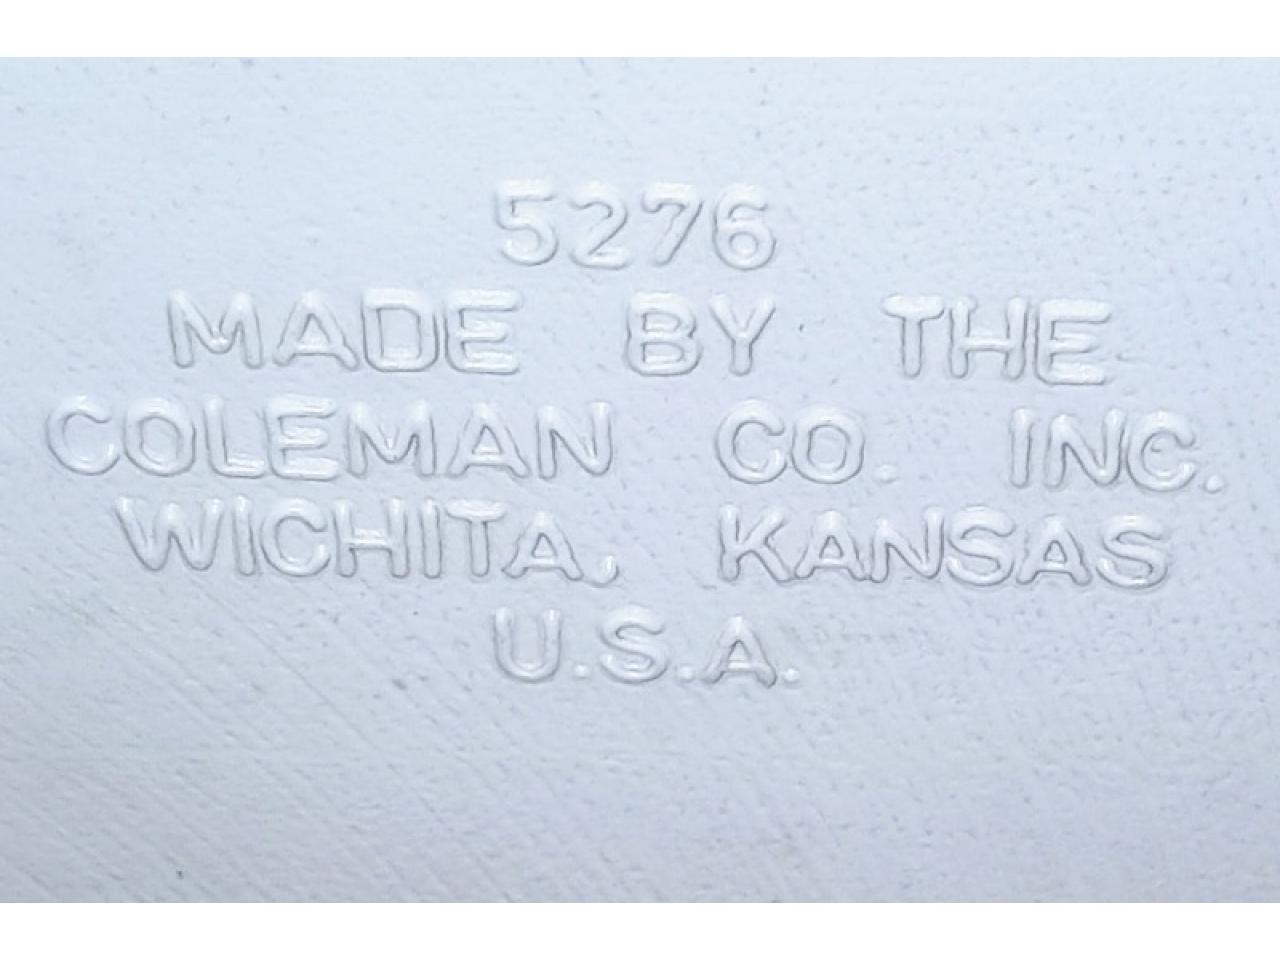 5276
MADE BY THE
COLEMAN CO. INC.
WICHITA, KANSAS
U.S.A.